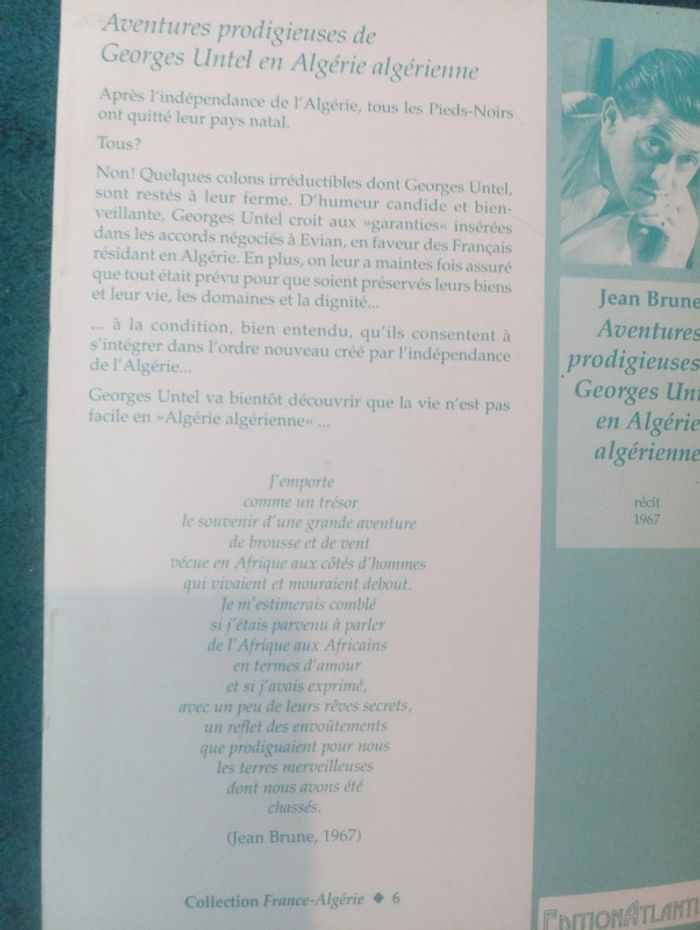 Aventures prodigieuses de
Georges Untel en Algérie algérienne
Après l'indépendance de l'Algérie, tous les Pieds-Noirs
ont quitté leur pays natal.
Tous?
Non! Quelques colons irréductibles dont Georges Untel,
sont restés à leur ferme. D'humeur candide et bien-
veillante, Georges Untel croit aux »garanties« insérées
dans les accords négociés à Evian, en faveur des Français
résidant en Algérie. En plus, on leur a maintes fois assuré
que tout était prévu pour que soient préservés leurs biens
et leur vie, les domaines et la dignité...
... à la condition, bien entendu, qu'ils consentent à
s'intégrer dans l'ordre nouveau créé par l'indépendance
de l'Algérie...
Georges Untel va bientôt découvrir que la vie n'est pas
facile en »Algérie algérienne« ...
J'emporte
comme un trésor
le souvenir d'une grande aventure
de brousse et de vent
vécue en Afrique aux côtés d'hommes
qui vivaient et mouraient debout.
Je m'estimerais comblé
si j'étais parvenu à parler
de l'Afrique aux Africains
en termes d'amour
et si j'avais exprimé,
avec un peu de leurs rêves secrets,
un reflet des envoûtements
que prodiguaient pour nous
les terres merveilleuses
dont nous avons été
chassés.
(Jean Brune, 1967)
Collection France-Algérie ◆ 6
Jean Brune
Aventures
prodigieuses
Georges Unt
en Algérie
algérienne
récit
1967
EDITIONATLANTI